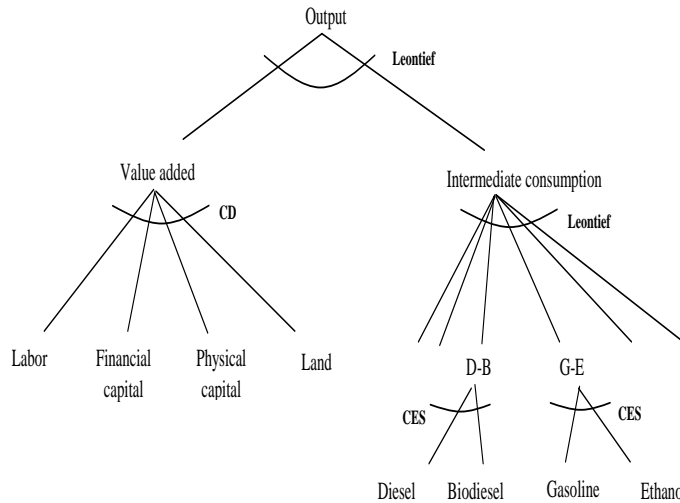 Output
Leontief
Value added
Intermediate consumption
CD
Leontief
Labor
Financial
capital
Physical
capital
Land
D-B
G-E
CES
CES
Diesel
Biodiesel
Gasoline
Ethano